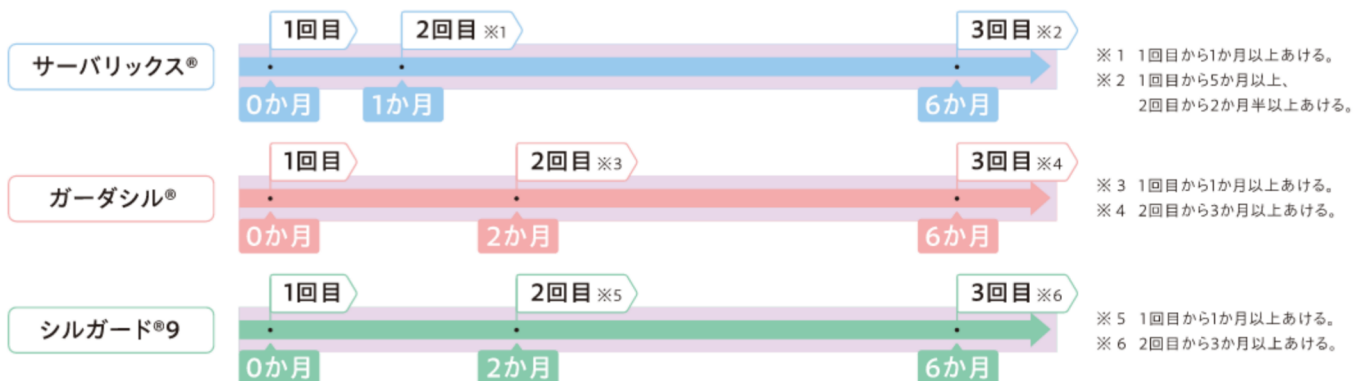 1回目
2回目 ※1
3回目 ※2
サーバリックス®
0か月
1か月
6か月
※1 1回目から1か月以上あける。
※2 1回目から5か月以上、
2回目から2か月半以上あける。
1回目
2回目 ※3
3回目 ※4
ガーダシル®
0か月
2か月
6か月
※3 1回目から1か月以上あける。
※4 2回目から3か月以上あける。
1回目
2回目 ※5
3回目 ※6
シルガード®9
0か月
2か月
6か月
※5 1回目から1か月以上あける。
※6 2回目から3か月以上あける。